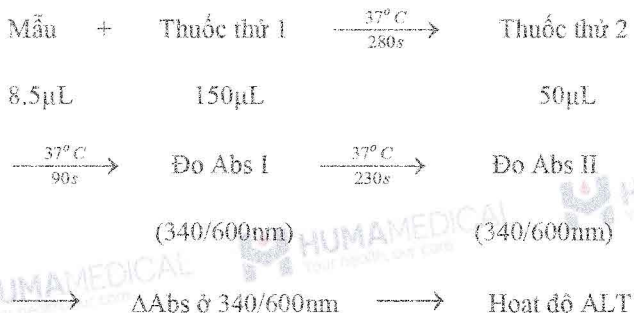 Mẫu + Thuốc thử 1 37°C 280s → Thuốc thử 2
8.5µL 150µL 50µL
37°C 90s → Đo Abs I 37°C 230s → Đo Abs II
(340/600nm) (340/600nm)
HUMAMEDICAL
HUMAMEDICAL
→ ΔAbs ở 340/600nm → Hoạt độ ALT